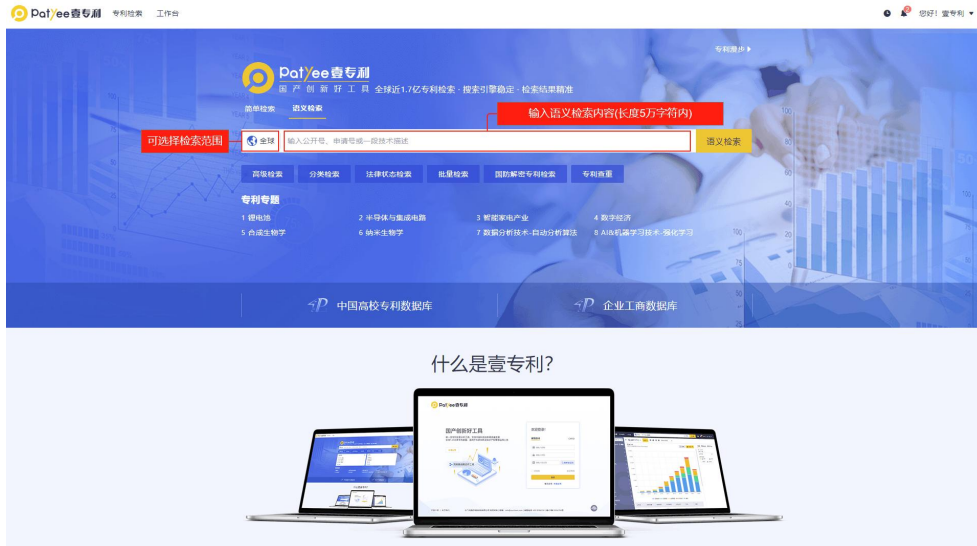 Patyee壹专利 专利检索 工作台 2 您好！壹专利
专利壹步
Patyee壹专利
国产创新好工具 全球近1.7亿专利检索·搜索引擎稳定·检索结果精准
简单检索 语义检索
输入语义检索内容(长度5万字符内)
可选择检索范围 全球 输入公开号、申请号或一段技术描述 语义检索
高级检索 分类检索 法律状态检索 批量检索 国防解密专利检索 专利查重
专利专题
1 锂电池 2 半导体与集成电路 3 智能家电产业 4 数字经济
5 合成生物学 6 纳米生物学 7 数据分析技术-自动分析算法 8 AI&机器学习技术-强化学习
中国高校专利数据库 企业工商数据库
什么是壹专利?
Patyee壹专利
国产创新好工具